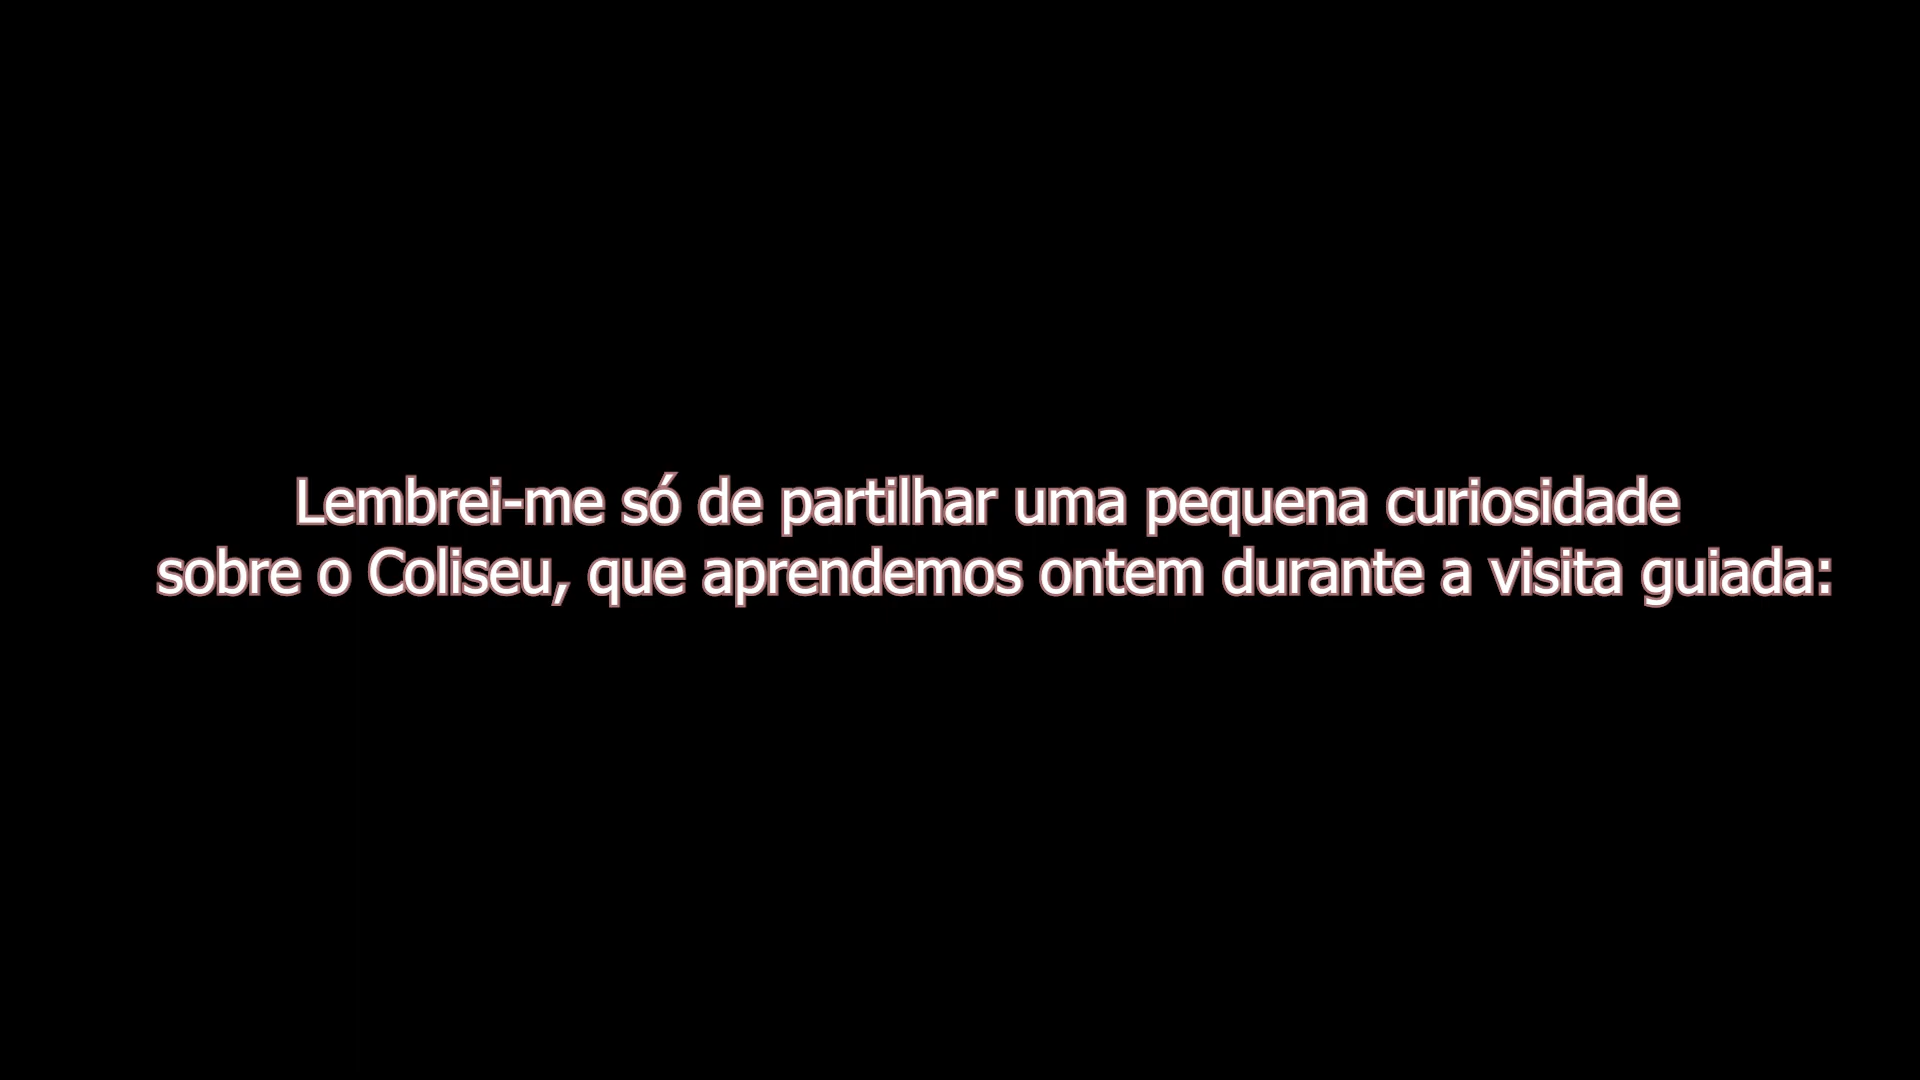 Lembrei-me só de partilhar uma pequena curiosidade
sobre o Coliseu, que aprendemos ontem durante a visita guiada: